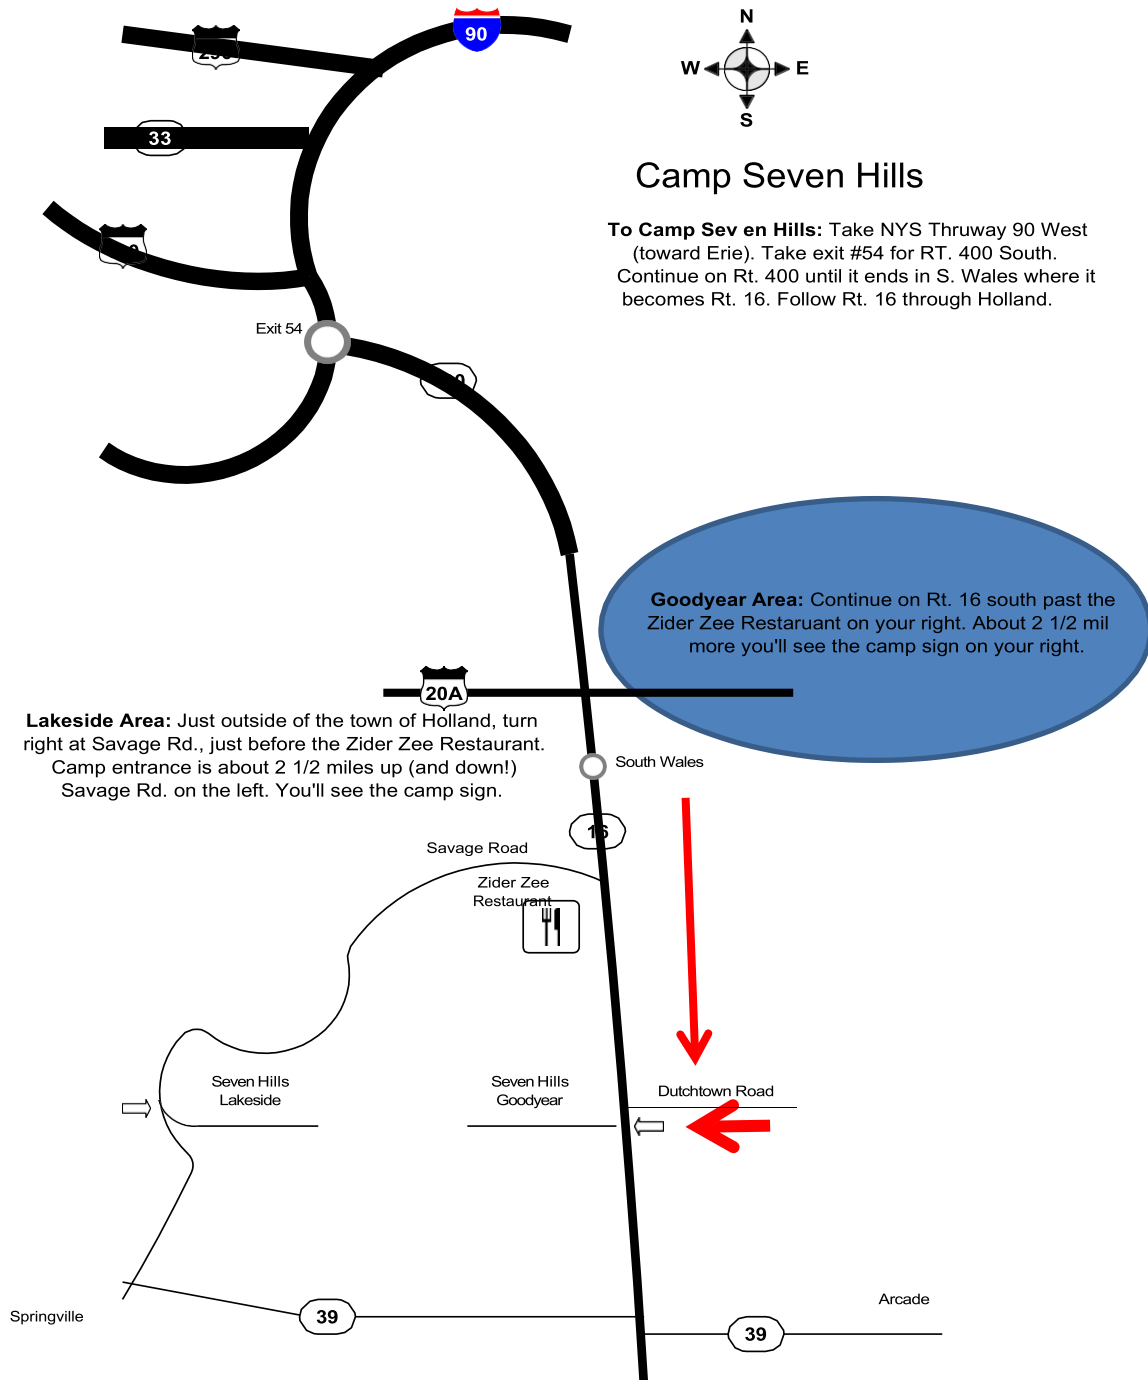 90
N
W E
S
33
Camp Seven Hills
To Camp Sev en Hills: Take NYS Thruway 90 West
(toward Erie). Take exit #54 for RT. 400 South.
Continue on Rt. 400 until it ends in S. Wales where it
becomes Rt. 16. Follow Rt. 16 through Holland.
Exit 54
Goodyear Area: Continue on Rt. 16 south past the
Zider Zee Restaruant on your right. About 2 1/2 mil
more you'll see the camp sign on your right.
20A
Lakeside Area: Just outside of the town of Holland, turn
right at Savage Rd., just before the Zider Zee Restaurant.
Camp entrance is about 2 1/2 miles up (and down!)
Savage Rd. on the left. You'll see the camp sign.
South Wales
16
Savage Road
Zider Zee
Restaurant
Seven Hills
Lakeside
Seven Hills
Goodyear
Dutchtown Road
Springville
39
Arcade
39